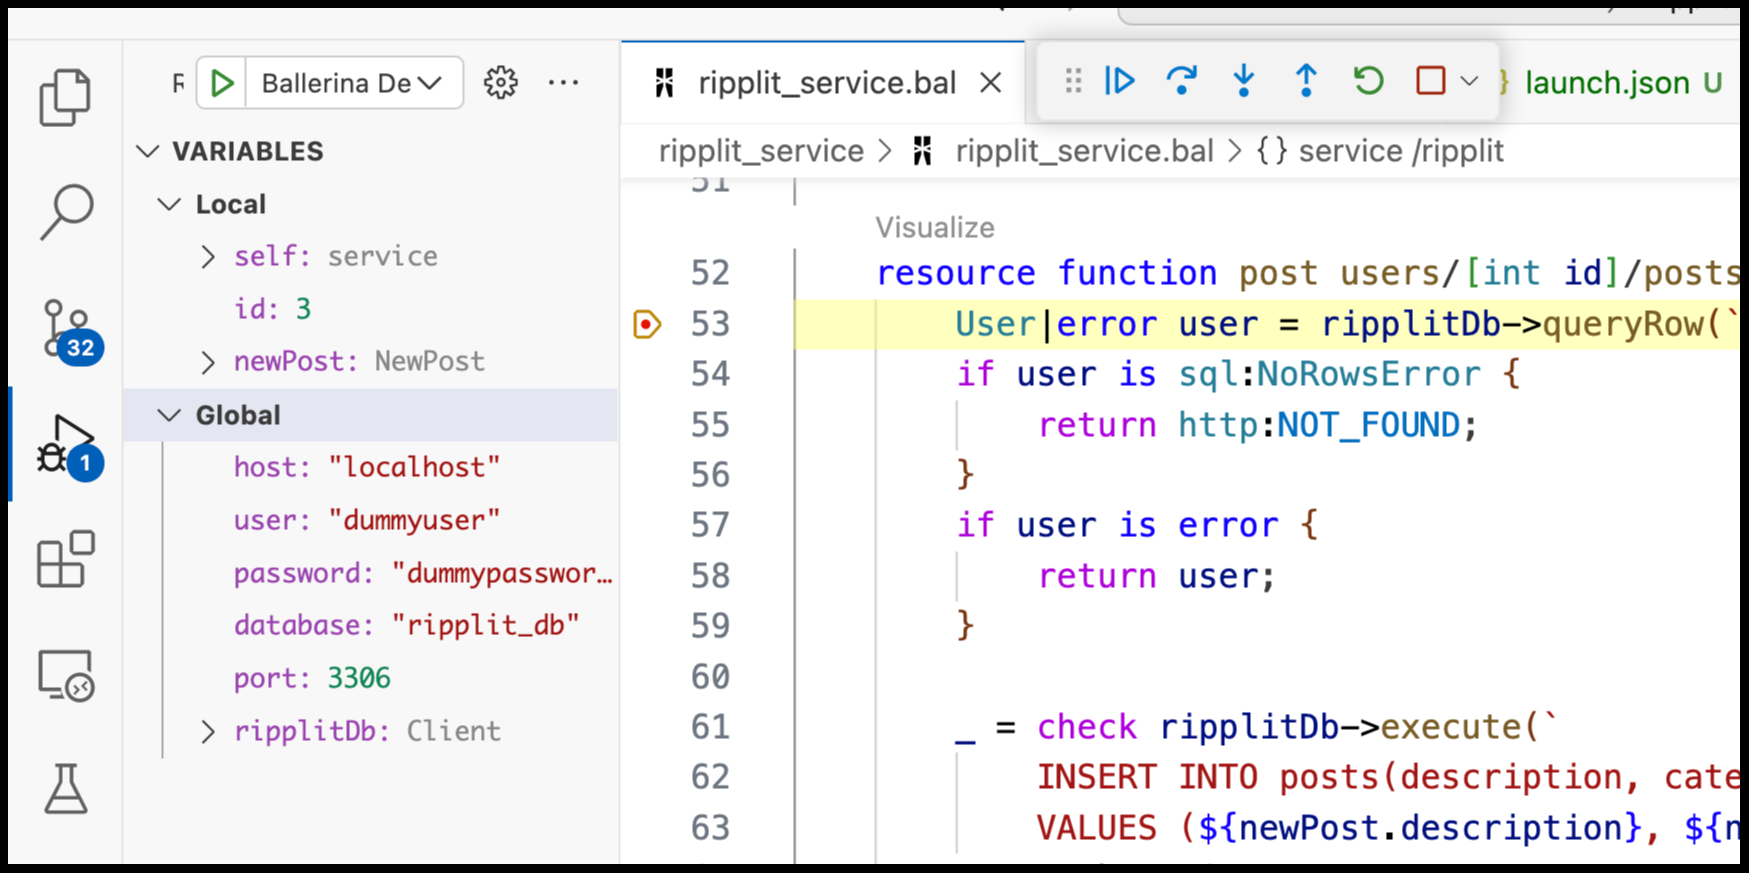 Ballerina De
VARIABLES
Local
self: service
id: 3
newPost: NewPost
Global
host: "localhost"
user: "dummyuser"
password: "dummypasswor…
database: "ripplit_db"
port: 3306
ripplitDb: Client
32
1
ripplit_service.bal
launch.json U
ripplit_service > ripplit_service.bal > {} service /ripplit
51
Visualize
52 resource function post users/[int id]/posts
53 User|error user = ripplitDb->queryRow(`
54 if user is sql:NoRowsError {
55 return http:NOT_FOUND;
56 }
57 if user is error {
58 return user;
59 }
60
61 _ = check ripplitDb->execute(`
62 INSERT INTO posts(description, cate
63 VALUES (${newPost.description}, ${n